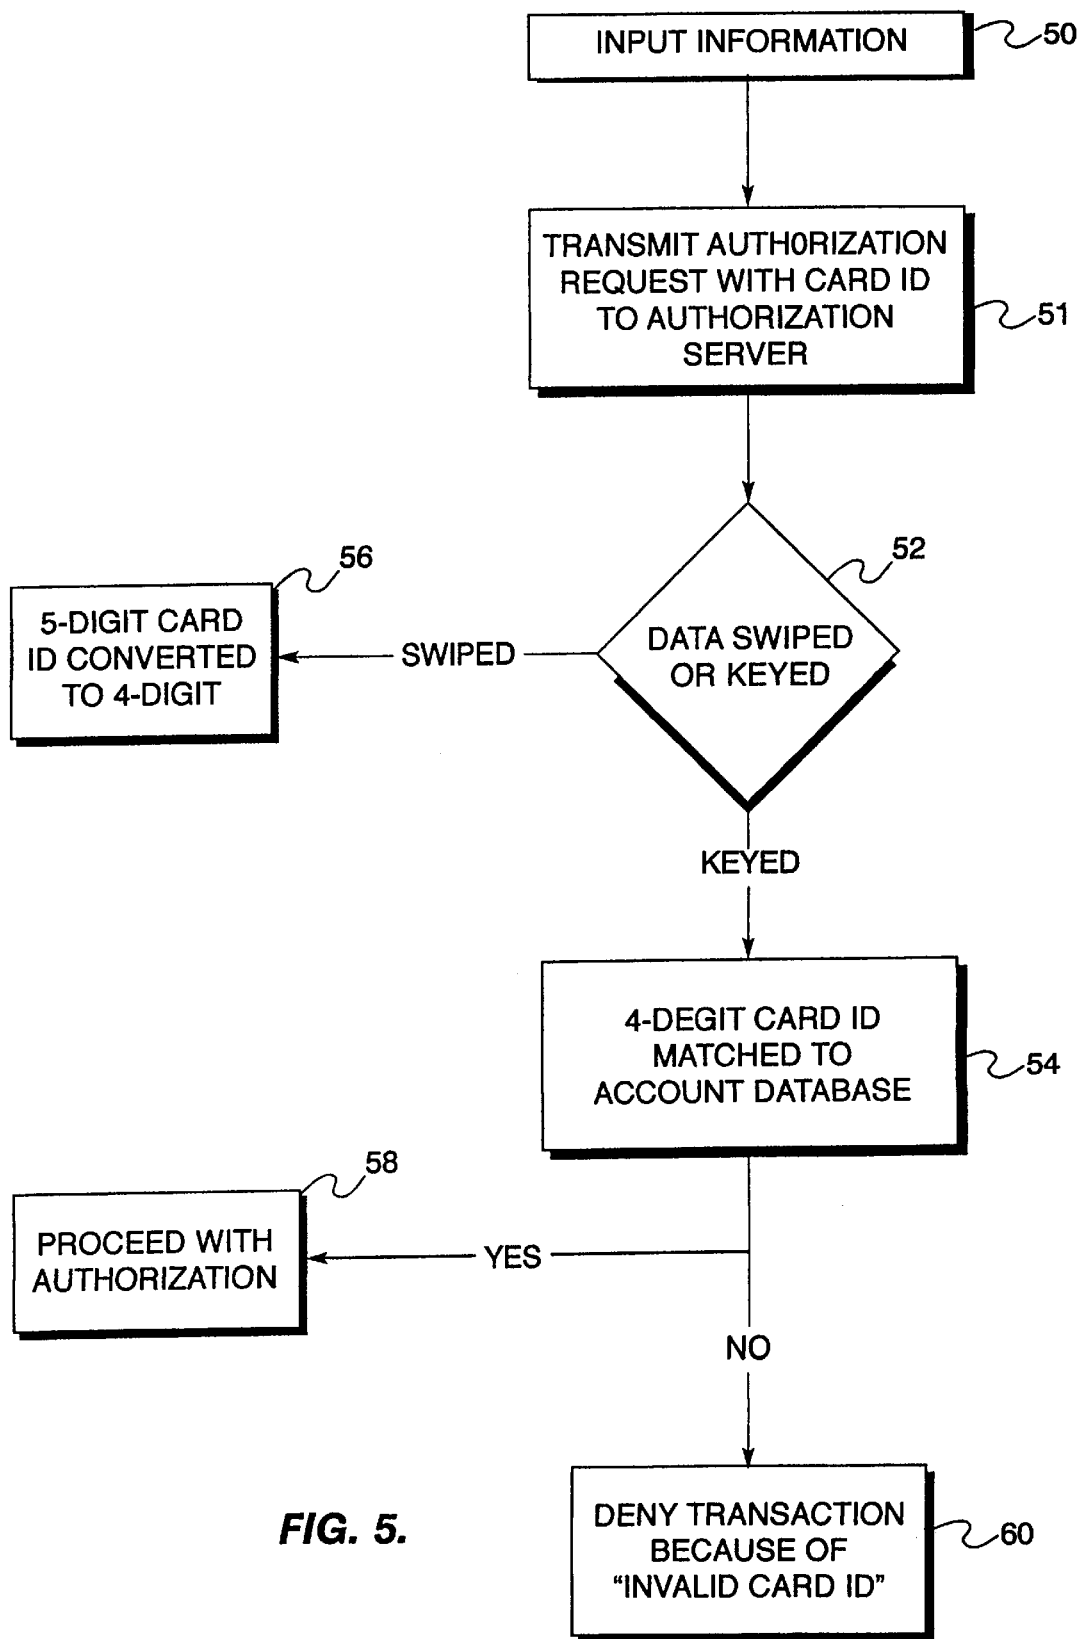 INPUT INFORMATION
50
TRANSMIT AUTH0RIZATION
REQUEST WITH CARD ID
TO AUTHORIZATION
SERVER
51
52
DATA SWIPED
OR KEYED
SWIPED
56
5-DIGIT CARD
ID CONVERTED
TO 4-DIGIT
KEYED
4-DEGIT CARD ID
MATCHED TO
ACCOUNT DATABASE
54
58
PROCEED WITH
AUTHORIZATION
YES
NO
DENY TRANSACTION
BECAUSE OF
“INVALID CARD ID”
60
FIG. 5.